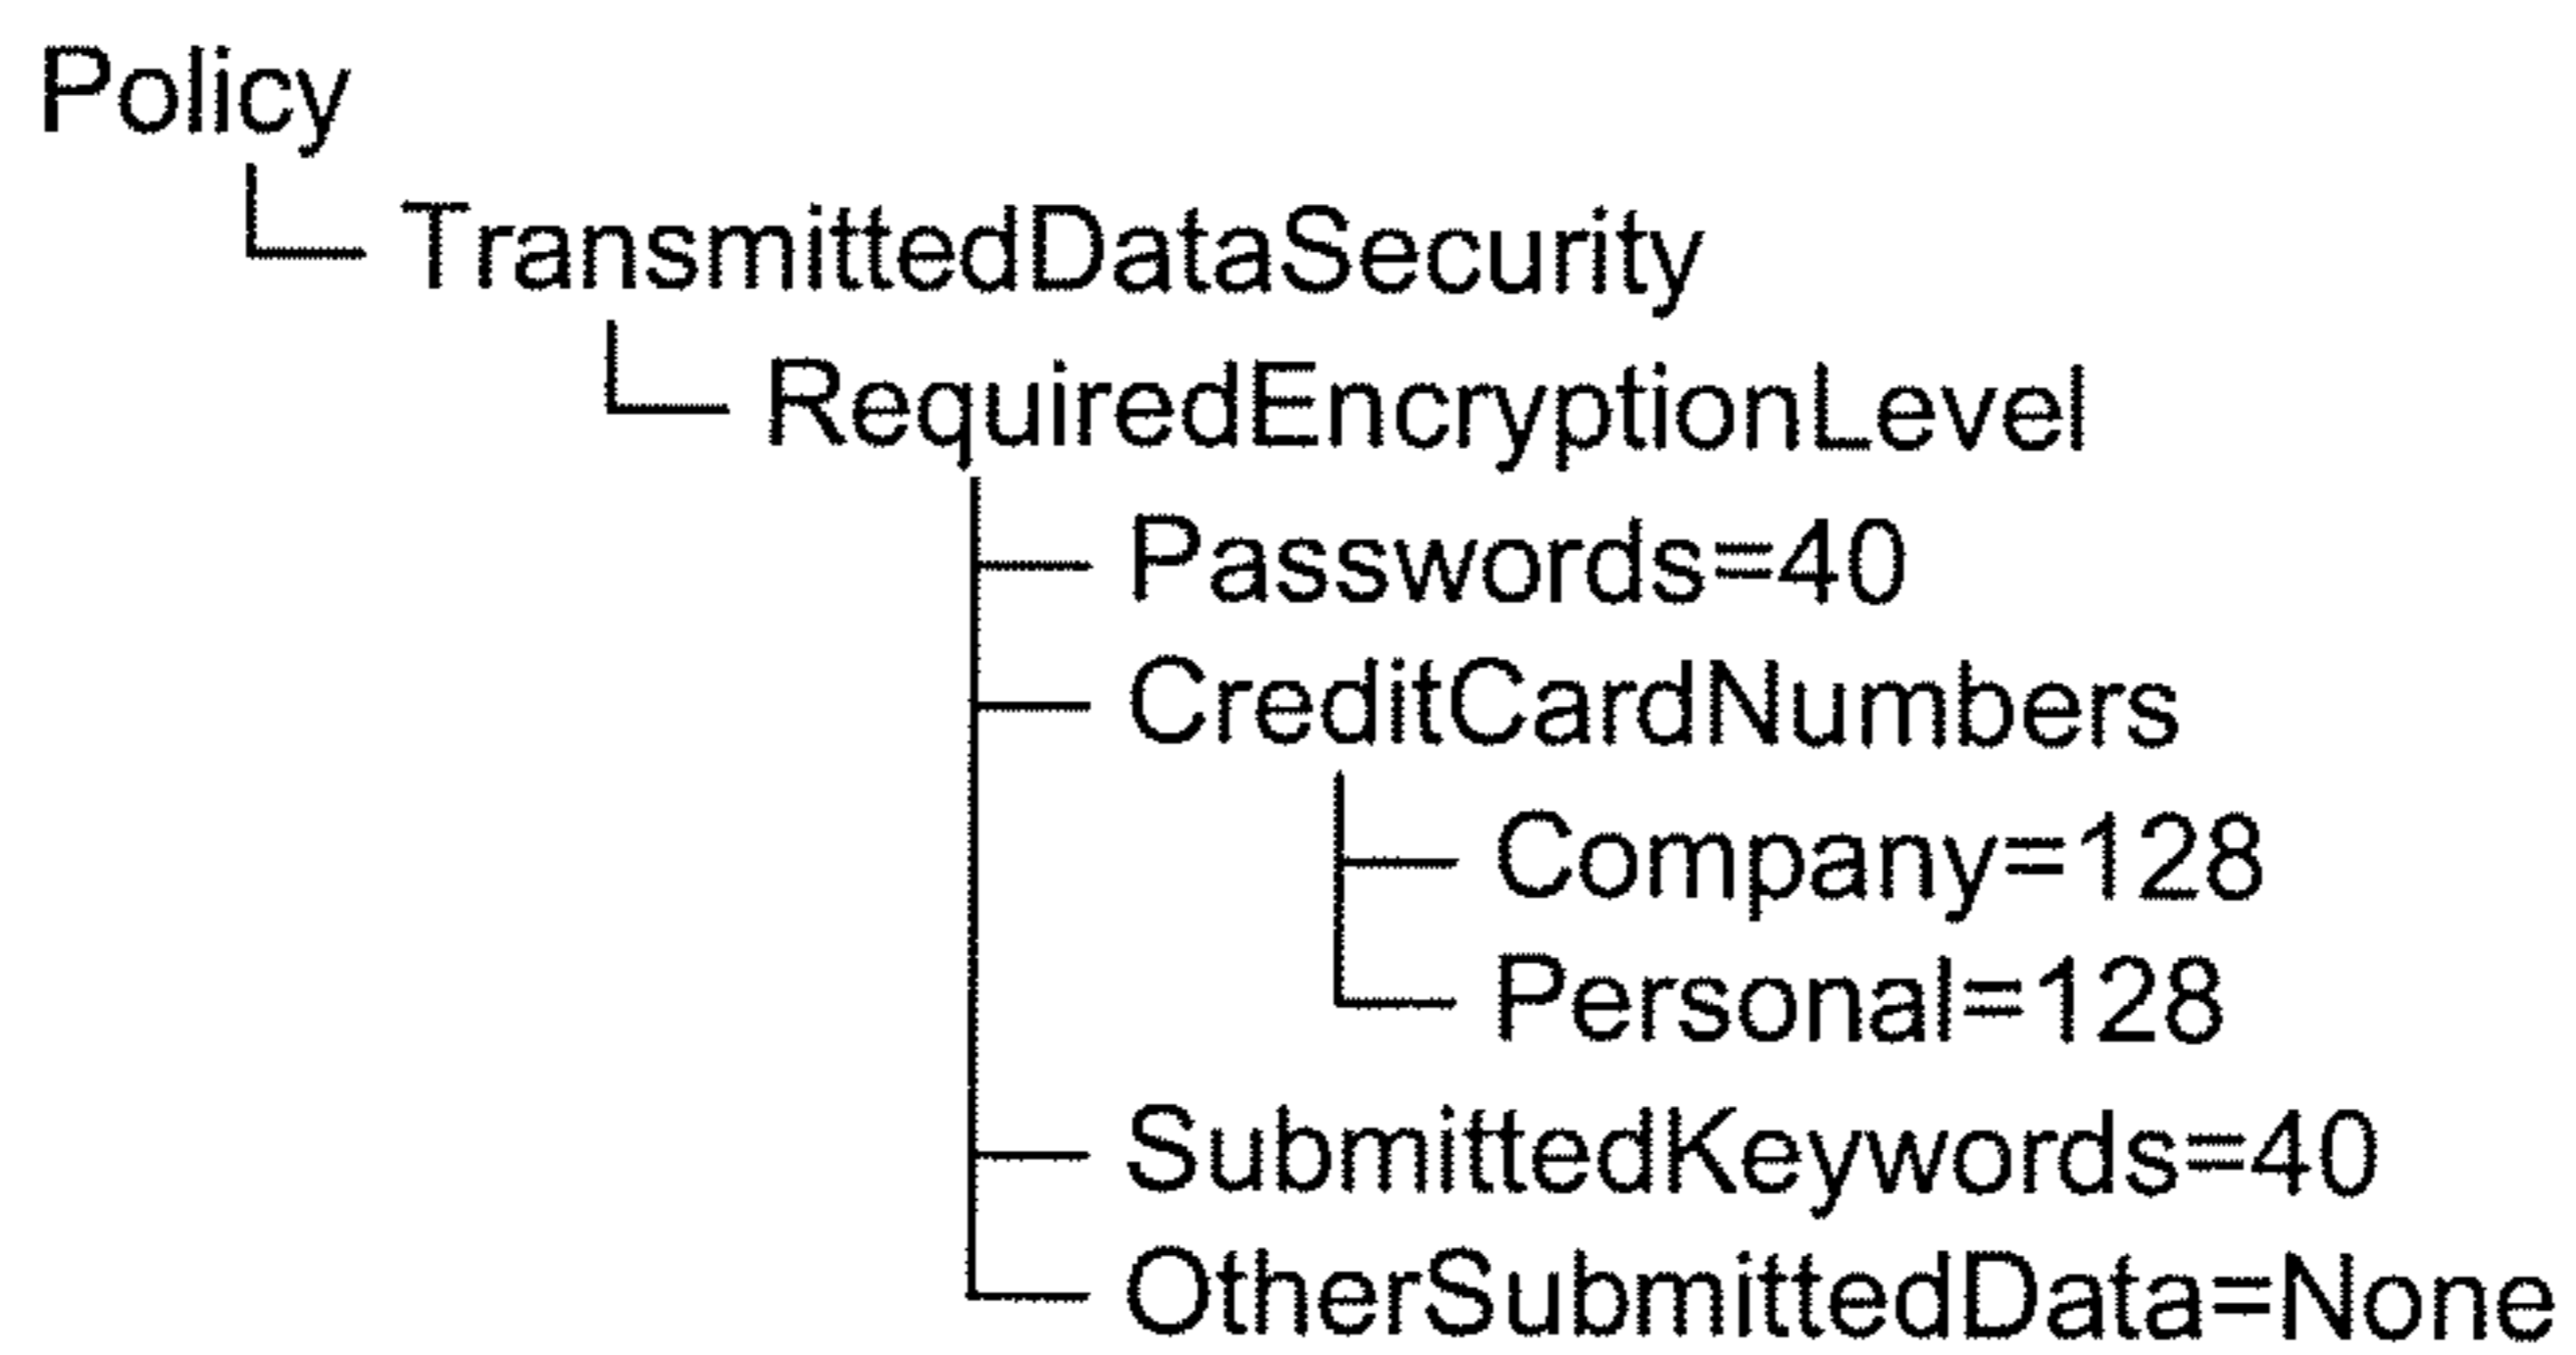 Policy
TransmittedDataSecurity
RequiredEncryptionLevel
Passwords=40
CreditCardNumbers
Company=128
Personal=128
SubmittedKeywords=40
OtherSubmittedData=None